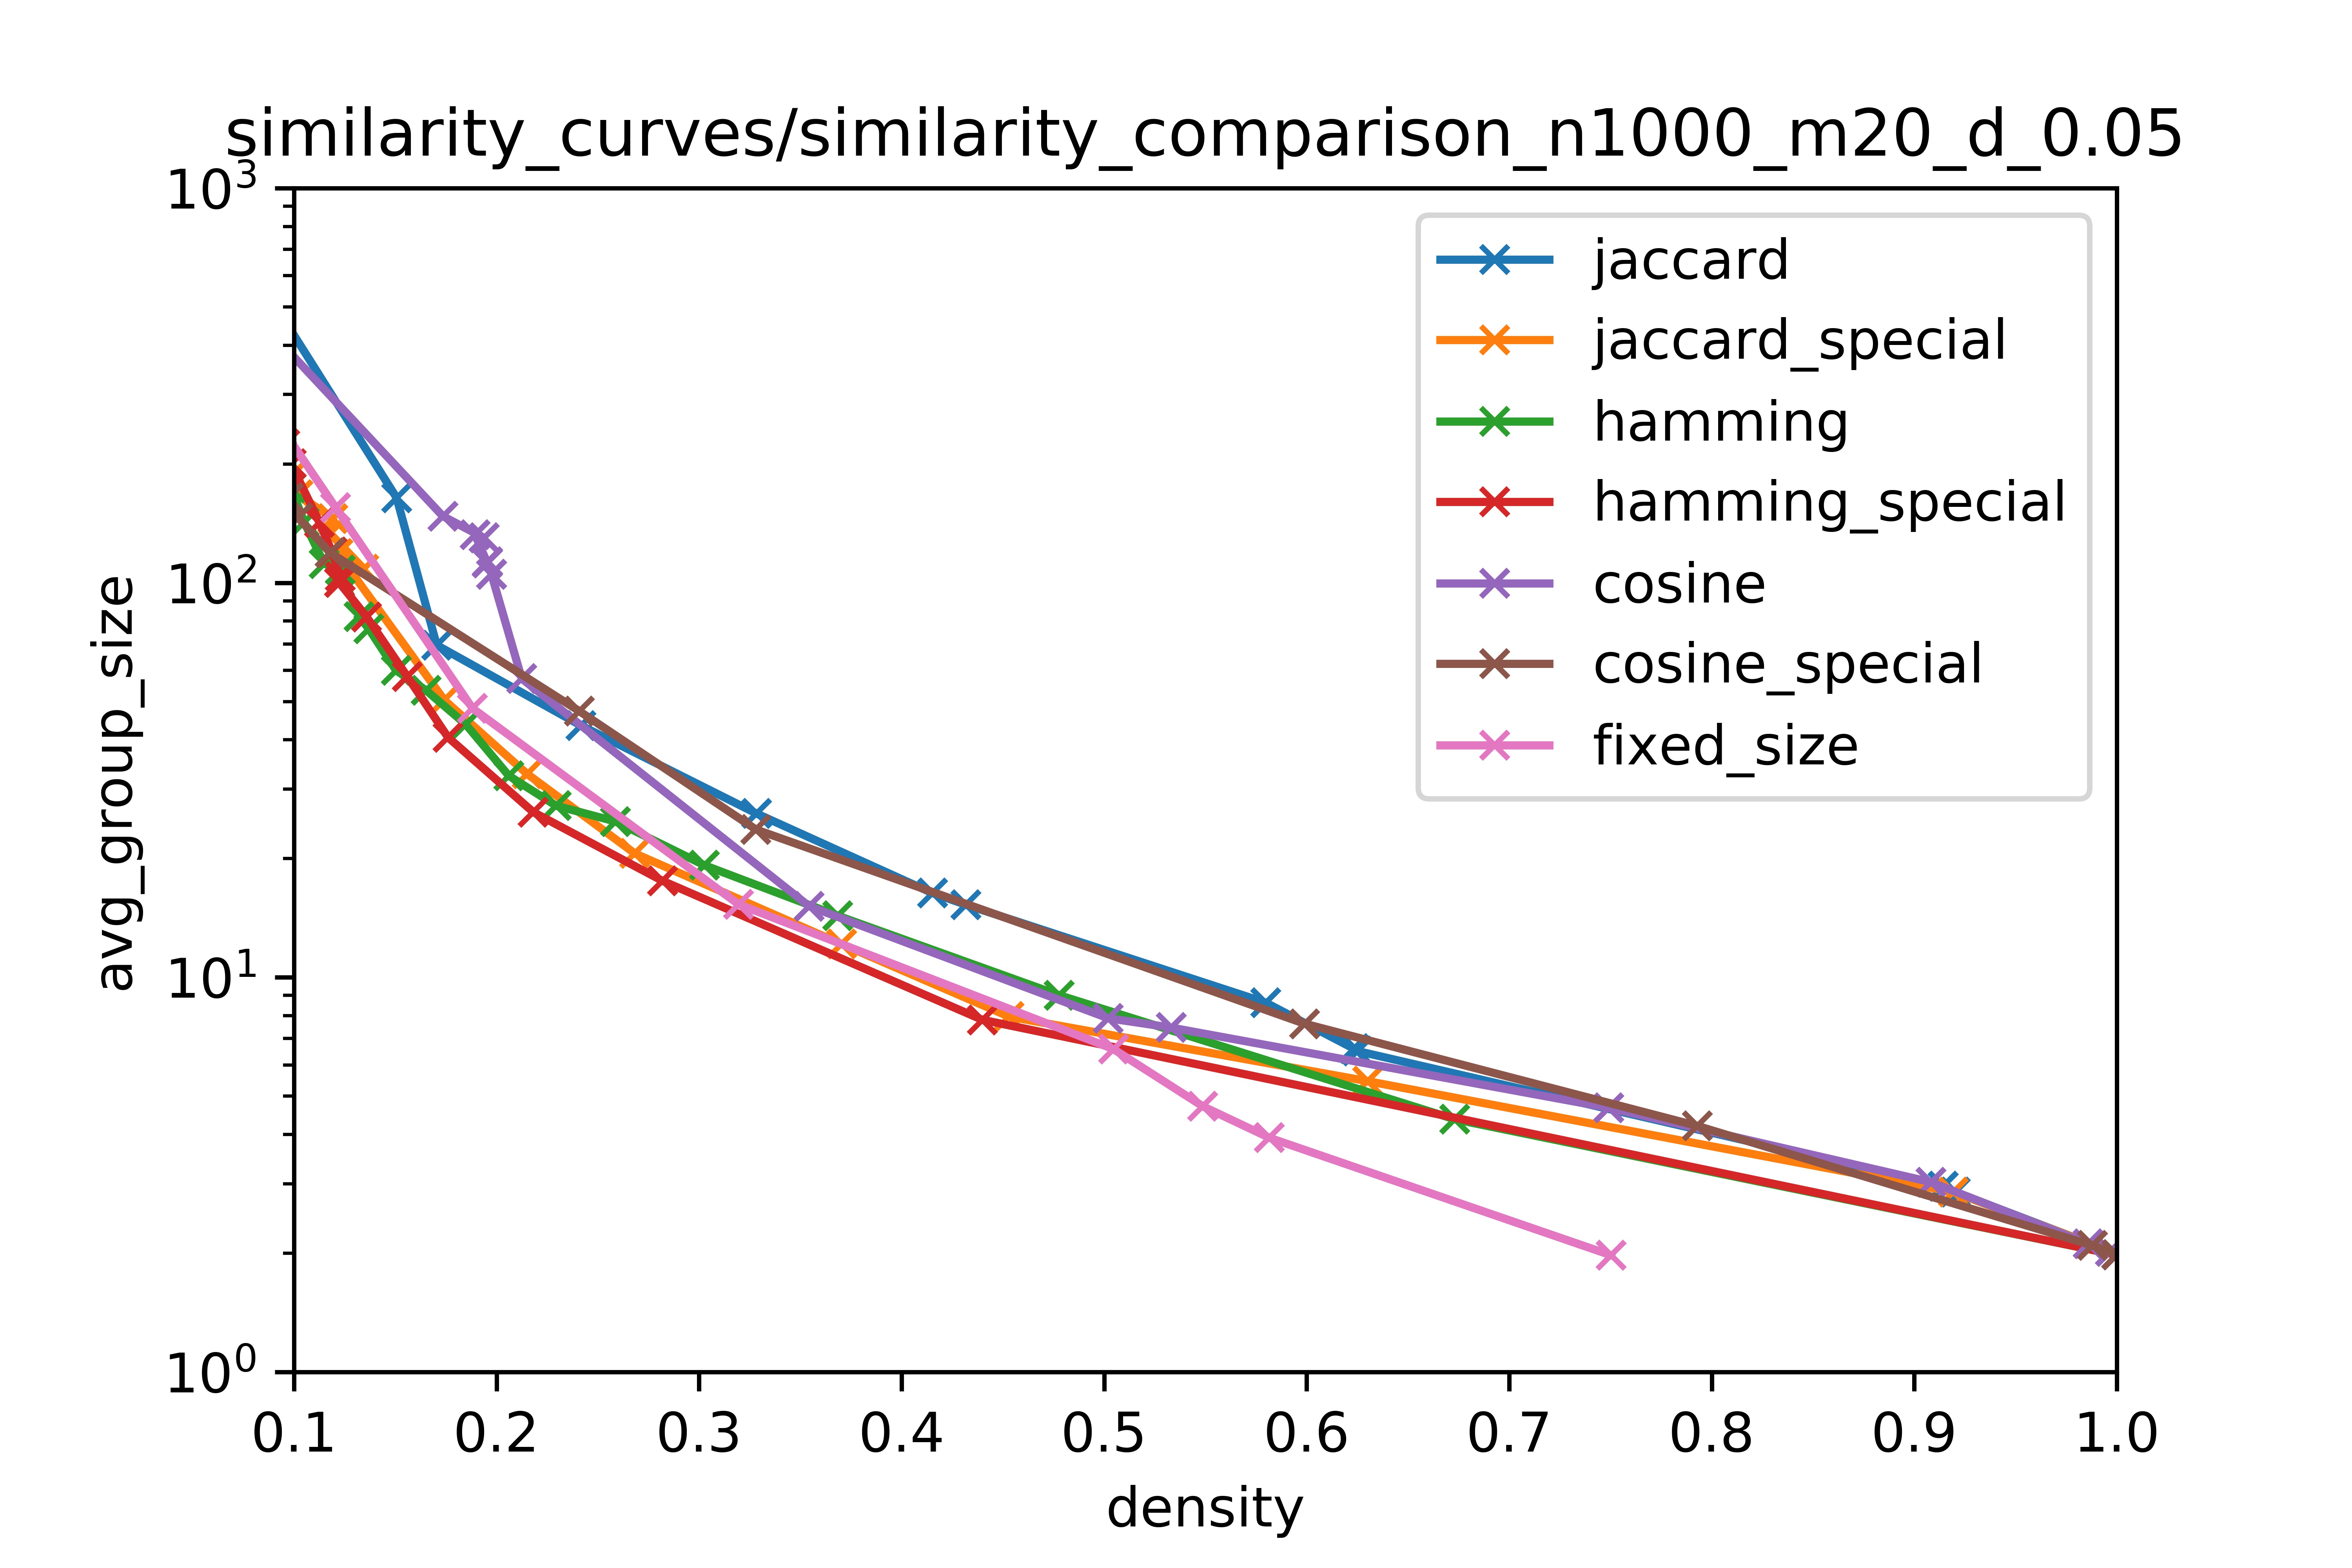 similarity_curves/similarity_comparison_n1000_m20_d_0.05
10³
10²
10¹
10⁰
avg_group_size
jaccard
jaccard_special
hamming
hamming_special
cosine
cosine_special
fixed_size
0.1 0.2 0.3 0.4 0.5 0.6 0.7 0.8 0.9 1.0
density